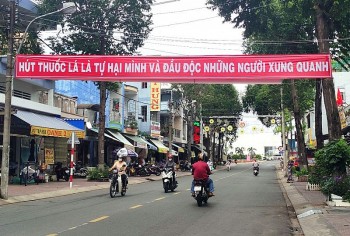 HÚT THUỐC LÁ LÀ TỰ HẠI MÌNH VÀ ĐẦU ĐỘC NHỮNG NGƯỜI XUNG QUANH